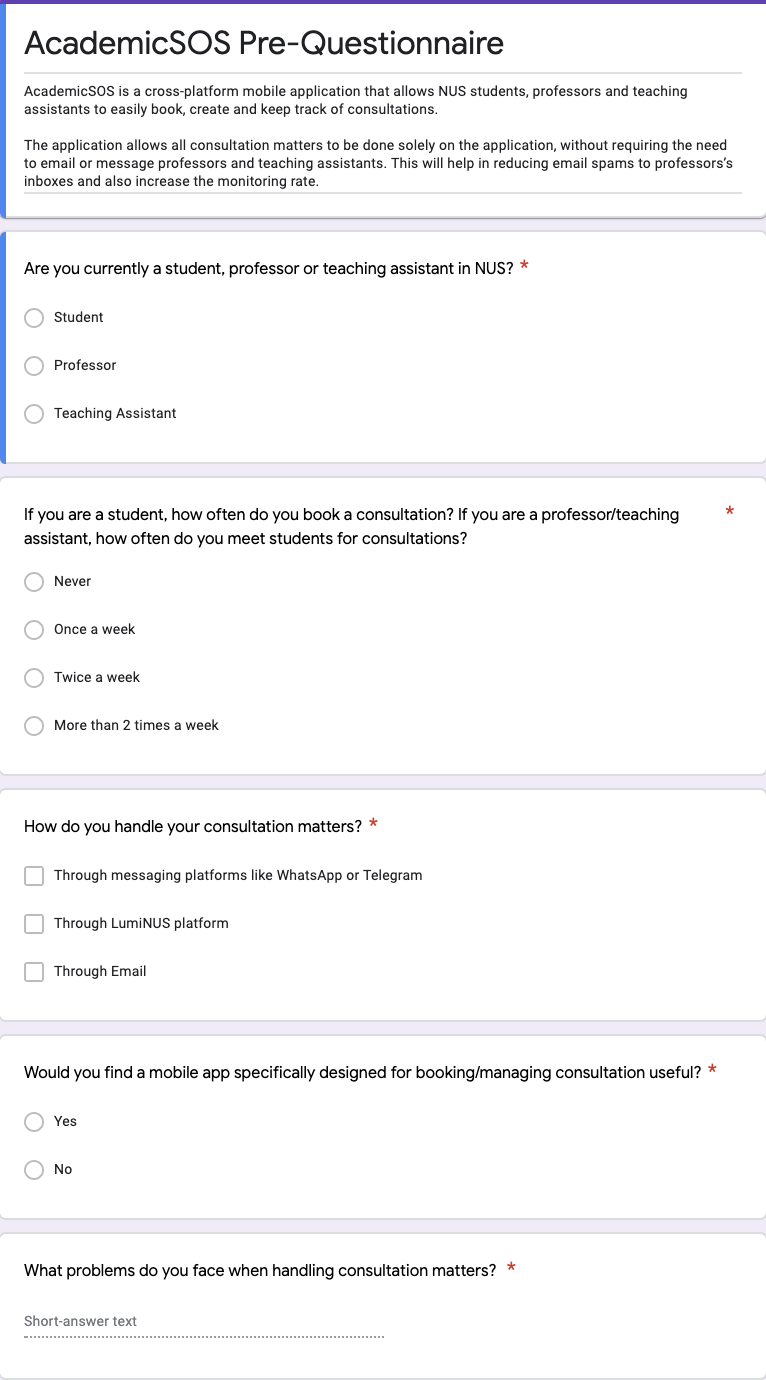 AcademicSOS Pre-Questionnaire
AcademicSOS is a cross-platform mobile application that allows NUS students, professors and teaching
assistants to easily book, create and keep track of consultations.
The application allows all consultation matters to be done solely on the application, without requiring the need
to email or message professors and teaching assistants. This will help in reducing email spams to professors's
inboxes and also increase the monitoring rate.
Are you currently a student, professor or teaching assistant in NUS? *
Student
Professor
Teaching Assistant
If you are a student, how often do you book a consultation? If you are a professor/teaching *
assistant, how often do you meet students for consultations?
Never
Once a week
Twice a week
More than 2 times a week
How do you handle your consultation matters? *
Through messaging platforms like WhatsApp or Telegram
Through LumiNUS platform
Through Email
Would you find a mobile app specifically designed for booking/managing consultation useful? *
Yes
No
What problems do you face when handling consultation matters? *
Short-answer text